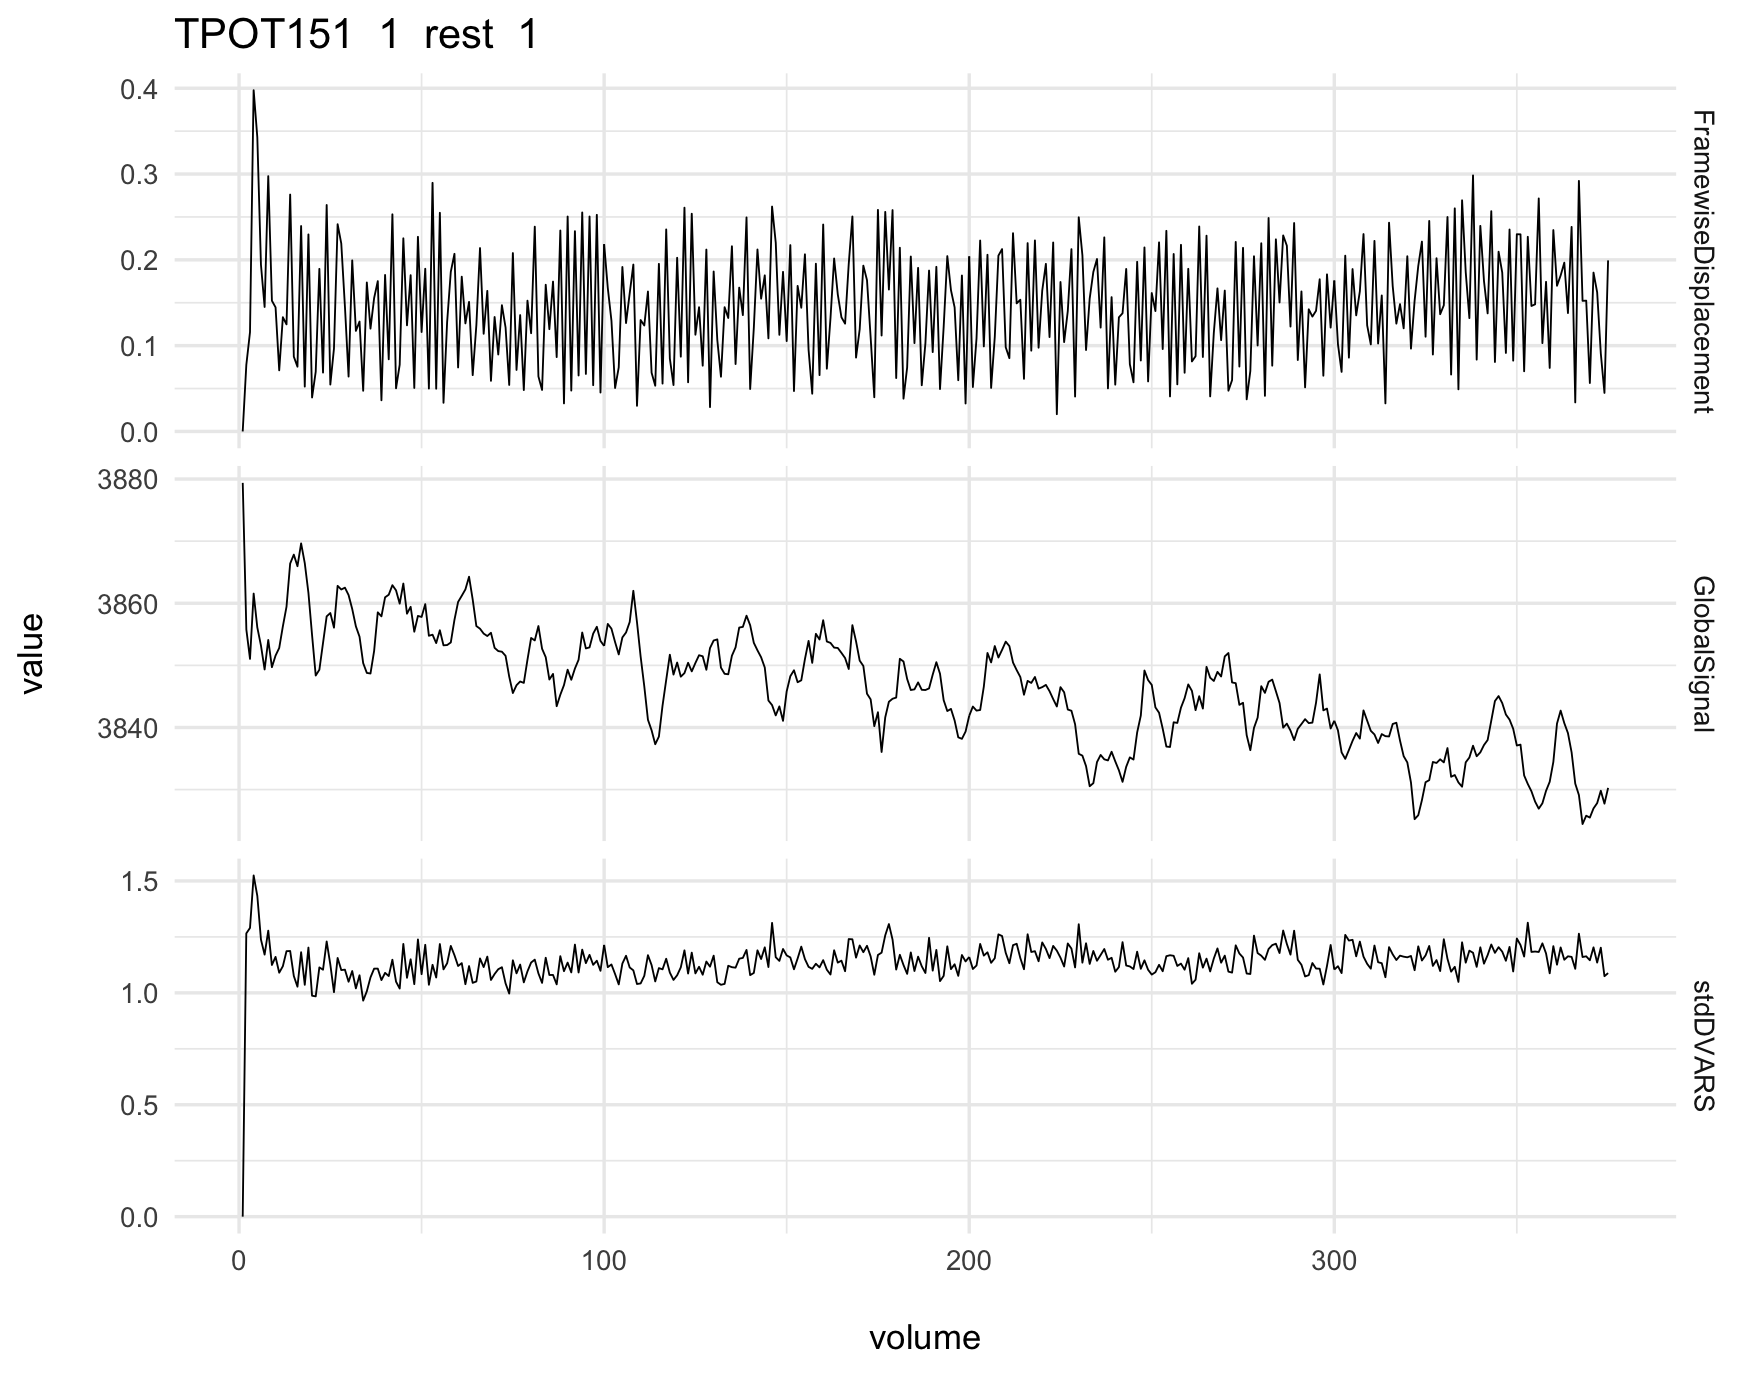 TPOT151 1 rest 1
0.4
0.3
0.2
0.1
0.0
FramewiseDisplacement
3880
3860
3840
GlobalSignal
1.5
1.0
0.5
0.0
stdDVARS
value
0 100 200 300
volume